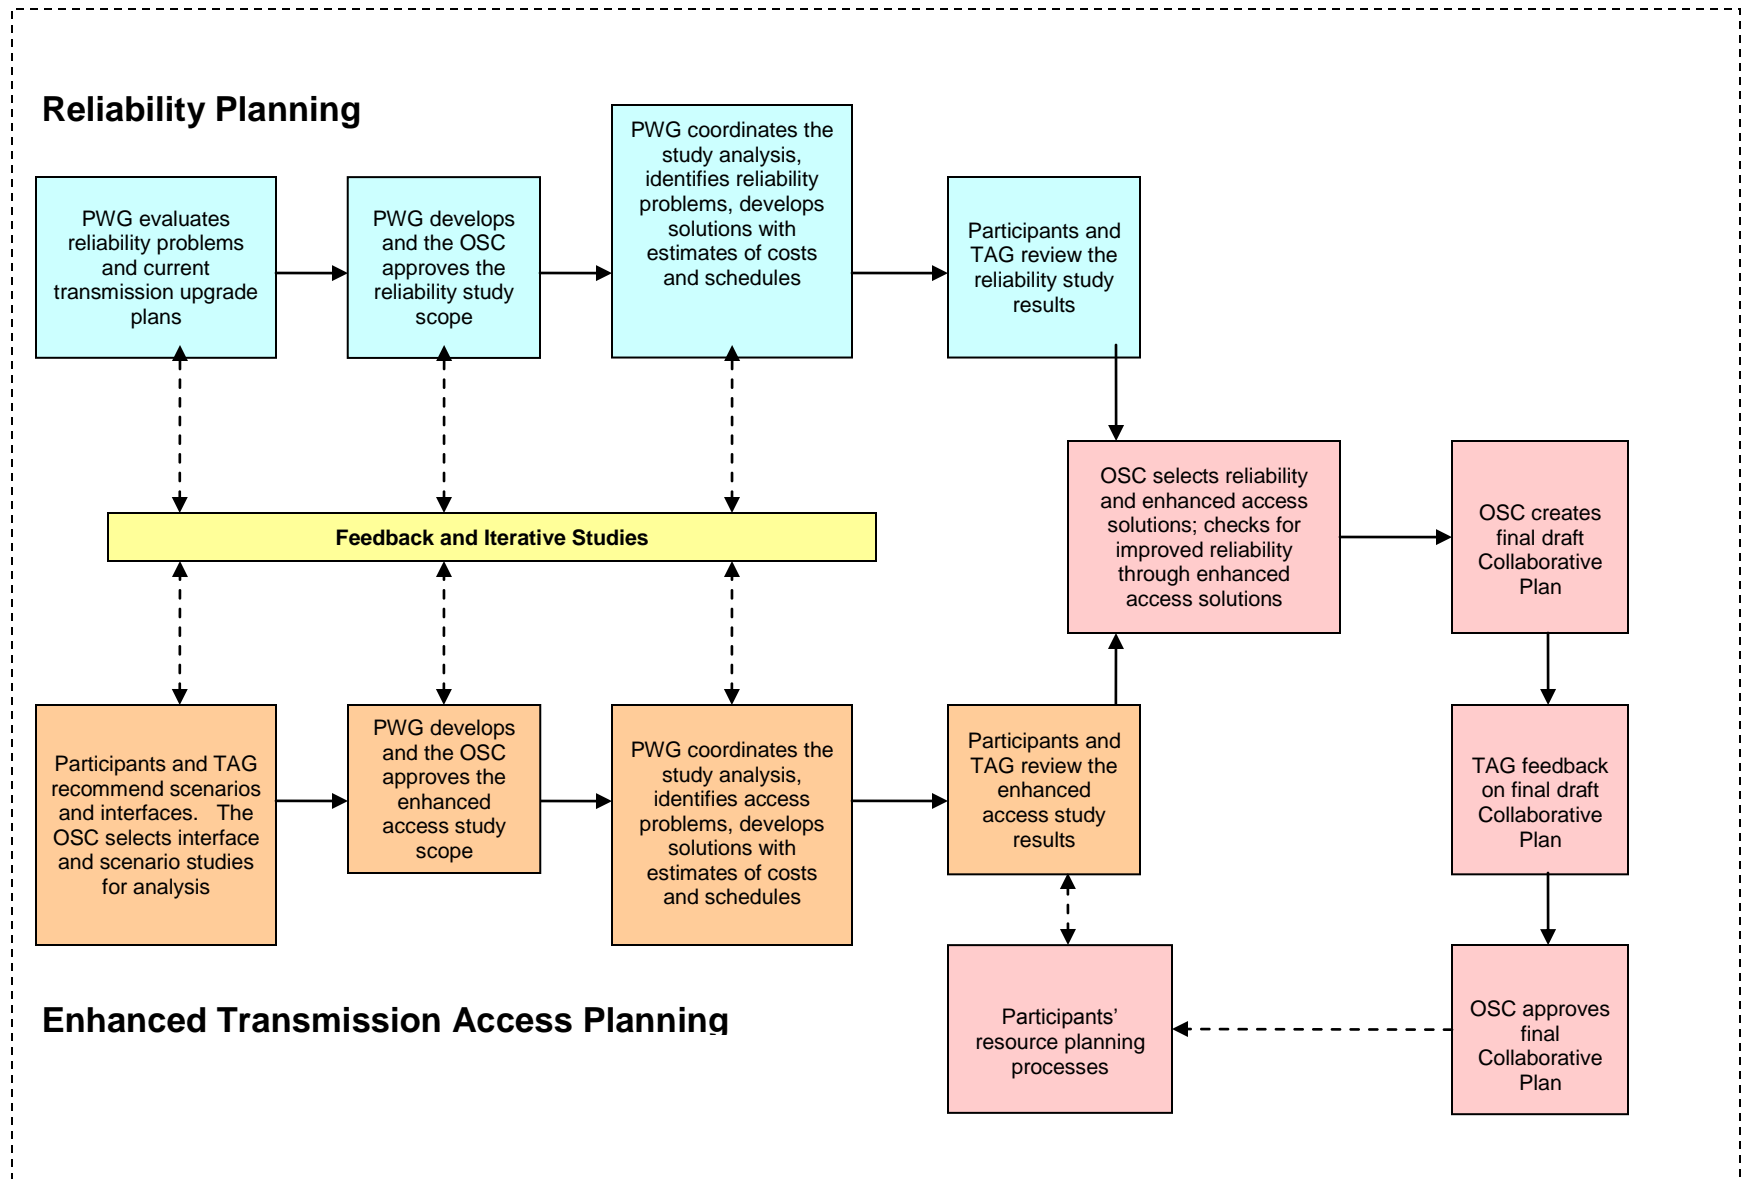 Reliability Planning
PWG evaluates
reliability problems
and current
transmission upgrade
plans
PWG develops
and the OSC
approves the
reliability study
scope
PWG coordinates the
study analysis,
identifies reliability
problems, develops
solutions with
estimates of costs
and schedules
Participants and
TAG review the
reliability study
results
Feedback and Iterative Studies
OSC selects reliability
and enhanced access
solutions; checks for
improved reliability
through enhanced
access solutions
OSC creates
final draft
Collaborative
Plan
Participants and TAG
recommend scenarios
and interfaces.   The
OSC selects interface
and scenario studies
for analysis
PWG develops
and the OSC
approves the
enhanced
access study
scope
PWG coordinates the
study analysis,
identifies access
problems, develops
solutions with
estimates of costs
and schedules
Participants and
TAG review the
enhanced
access study
results
TAG feedback
on final draft
Collaborative
Plan
Enhanced Transmission Access Planning
Participants’
resource planning
processes
OSC approves
final
Collaborative
Plan